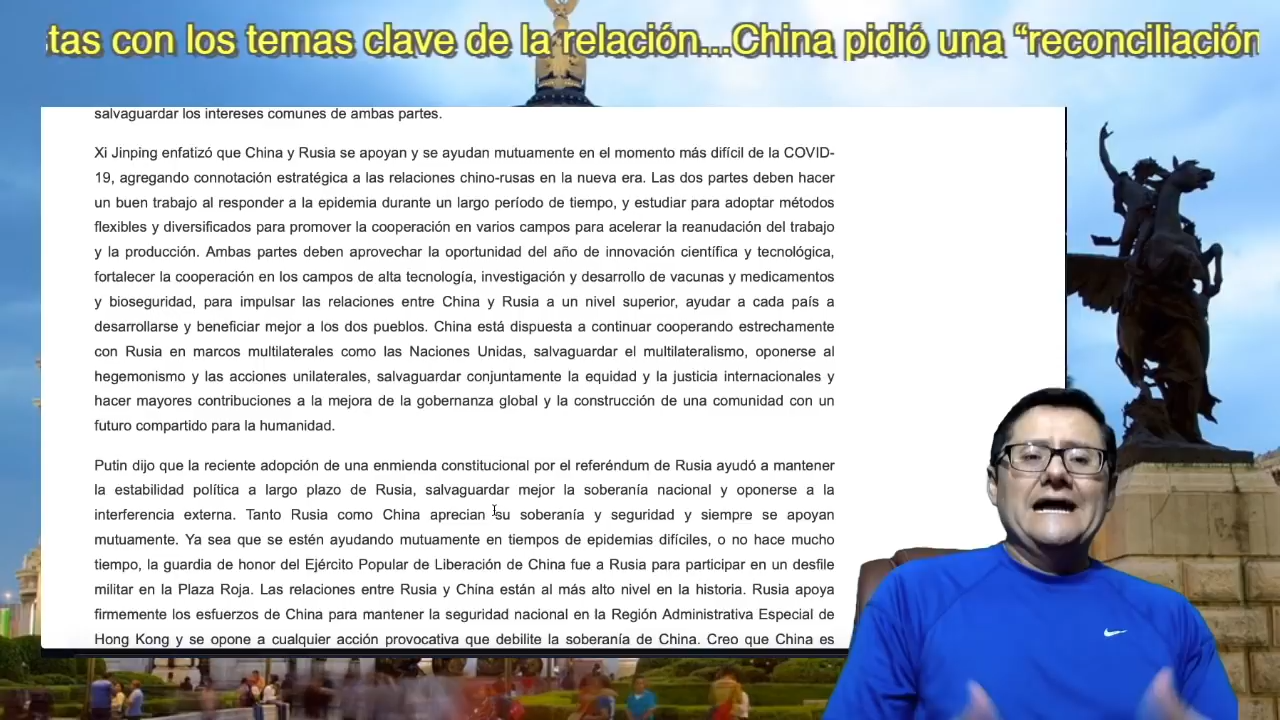 tas con los temas clave de la relación...China pidió una “reconciliación
salvaguardar los intereses comunes de ambas partes.
Xi Jinping enfatizó que China y Rusia se apoyan y se ayudan mutuamente en el momento más difícil de la COVID-
19, agregando connotación estratégica a las relaciones chino-rusas en la nueva era. Las dos partes deben hacer
un buen trabajo al responder a la epidemia durante un largo período de tiempo, y estudiar para adoptar métodos
flexibles y diversificados para promover la cooperación en varios campos para acelerar la reanudación del trabajo
y la producción. Ambas partes deben aprovechar la oportunidad del año de innovación científica y tecnológica,
fortalecer la cooperación en los campos de alta tecnología, investigación y desarrollo de vacunas y medicamentos
y bioseguridad, para impulsar las relaciones entre China y Rusia a un nivel superior, ayudar a cada país a
desarrollarse y beneficiar mejor a los dos pueblos. China está dispuesta a continuar cooperando estrechamente
con Rusia en marcos multilaterales como las Naciones Unidas, salvaguardar el multilateralismo, oponerse al
hegemonismo y las acciones unilaterales, salvaguardar conjuntamente la equidad y la justicia internacionales y
hacer mayores contribuciones a la mejora de la gobernanza global y la construcción de una comunidad con un
futuro compartido para la humanidad.
Putin dijo que la reciente adopción de una enmienda constitucional por el referéndum de Rusia ayudó a mantener
la estabilidad política a largo plazo de Rusia, salvaguardar mejor la soberanía nacional y oponerse a la
interferencia externa. Tanto Rusia como China aprecian su soberanía y seguridad y siempre se apoyan
mutuamente. Ya sea que se estén ayudando mutuamente en tiempos de epidemias difíciles, o no hace mucho
tiempo, la guardia de honor del Ejército Popular de Liberación de China fue a Rusia para participar en un desfile
militar en la Plaza Roja. Las relaciones entre Rusia y China están al más alto nivel en la historia. Rusia apoya
firmemente los esfuerzos de China para mantener la seguridad nacional en la Región Administrativa Especial de
Hong Kong y se opone a cualquier acción provocativa que debilite la soberanía de China. Creo que China es